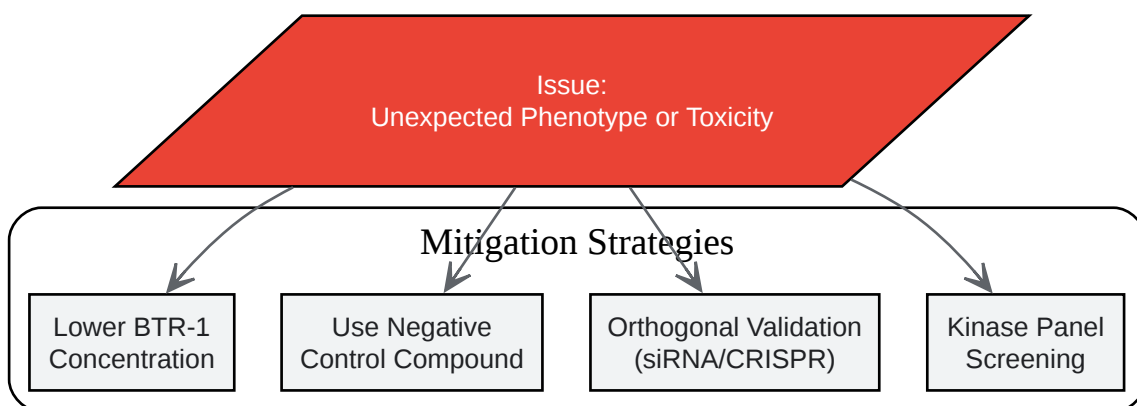 Issue:
Unexpected Phenotype or Toxicity
Mitigation Strategies
Lower BTR-1
Concentration
Use Negative
Control Compound
Orthogonal Validation
(siRNA/CRISPR)
Kinase Panel
Screening